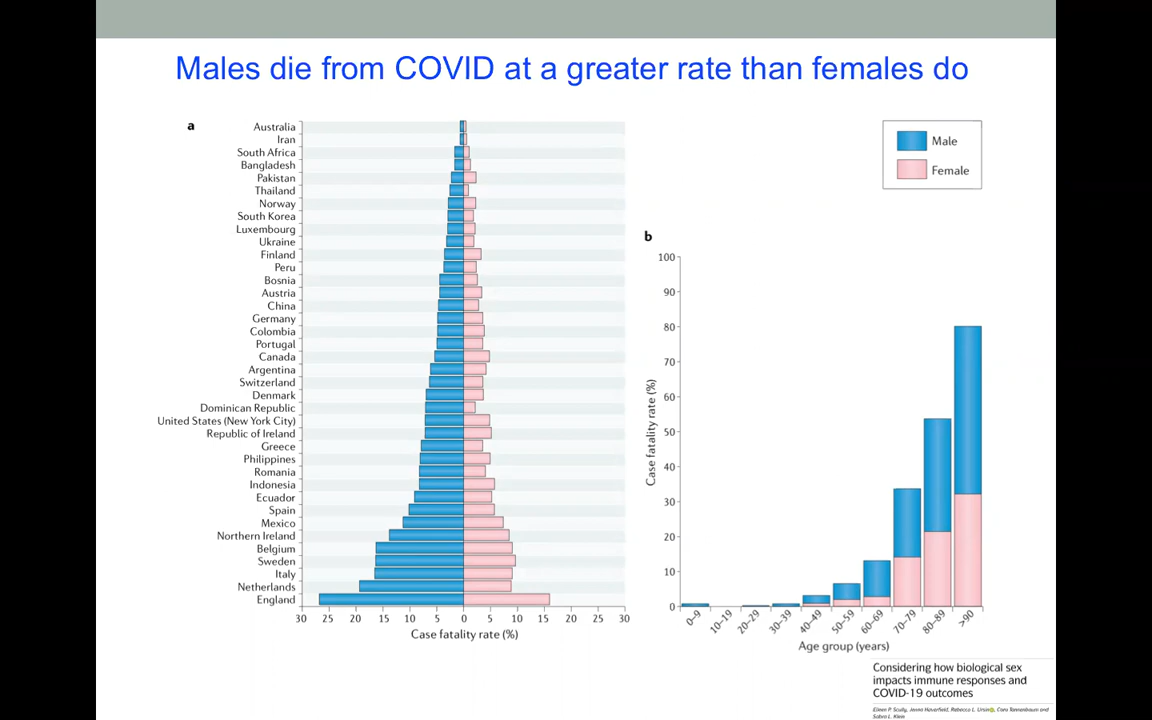 Males die from COVID at a greater rate than females do
a
Australia
Iran
South Africa
Bangladesh
Pakistan
Thailand
Norway
South Korea
Luxembourg
Ukraine
Finland
Peru
Bosnia
Austria
China
Germany
Colombia
Portugal
Canada
Argentina
Switzerland
Denmark
Dominican Republic
United States (New York City)
Republic of Ireland
Greece
Philippines
Romania
Indonesia
Ecuador
Spain
Mexico
Northern Ireland
Belgium
Sweden
Italy
Netherlands
England
30 25 20 15 10 5 0 5 10 15 20 25 30
Case fatality rate (%)
Male
Female
b
100
90
80
70
60
50
40
30
20
10
0
Case fatality rate (%)
0–9 10–19 20–29 30–39 40–49 50–59 60–69 70–79 80–89 >90
Age group (years)
Considering how biological sex
impacts immune responses and
COVID-19 outcomes
Eileen P. Scully, Jenna Haverfield, Rebecca L. Ursin, Cara Tannenbaum and
Sabra L. Klein